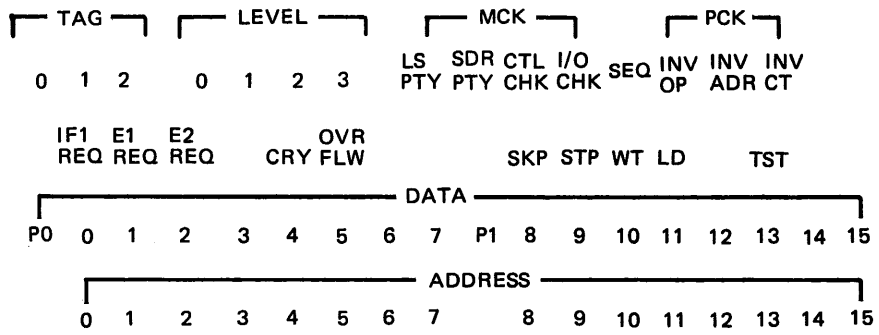 TAG LEVEL MCK PCK
LS SDR CTL I/O INV INV INV
0 1 2 0 1 2 3 PTY PTY CHK CHK SEQ OP ADR CT
IF1 E1 E2 OVR
REQ REQ REQ CRY FLW SKP STP WT LD TST
DATA
P0 0 1 2 3 4 5 6 7 P1 8 9 10 11 12 13 14 15
ADDRESS
0 1 2 3 4 5 6 7 8 9 10 11 12 13 14 15